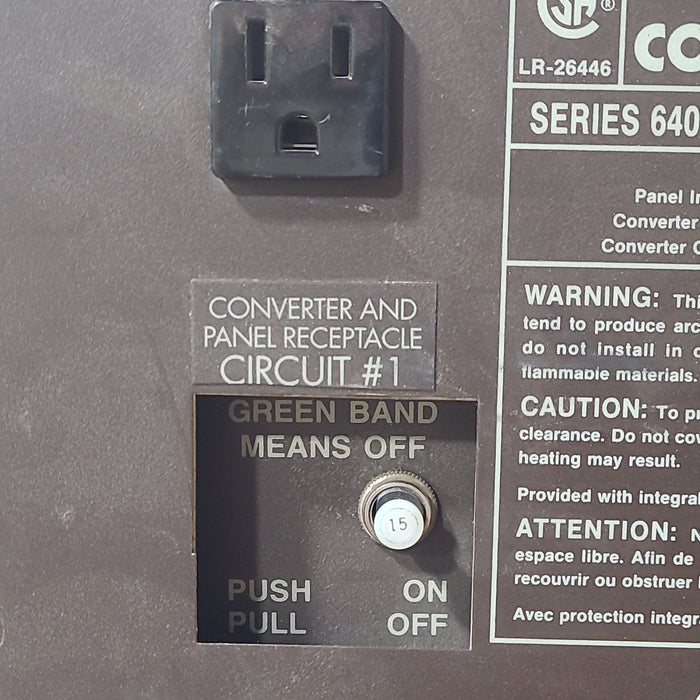 LR-26446
SERIES 640
Panel
Converter
Converter
WARNING:
tend to produce
do not install in
flammable materials.
CAUTION: To
clearance. Do not
heating may result.
Provided with
ATTENTION:
espace libre. Afin de
recouvrir ou obstruer
Avec protection
CONVERTER AND
PANEL RECEPTACLE
CIRCUIT #1
GREEN BAND
MEANS OFF
15
PUSH ON
PULL OFF